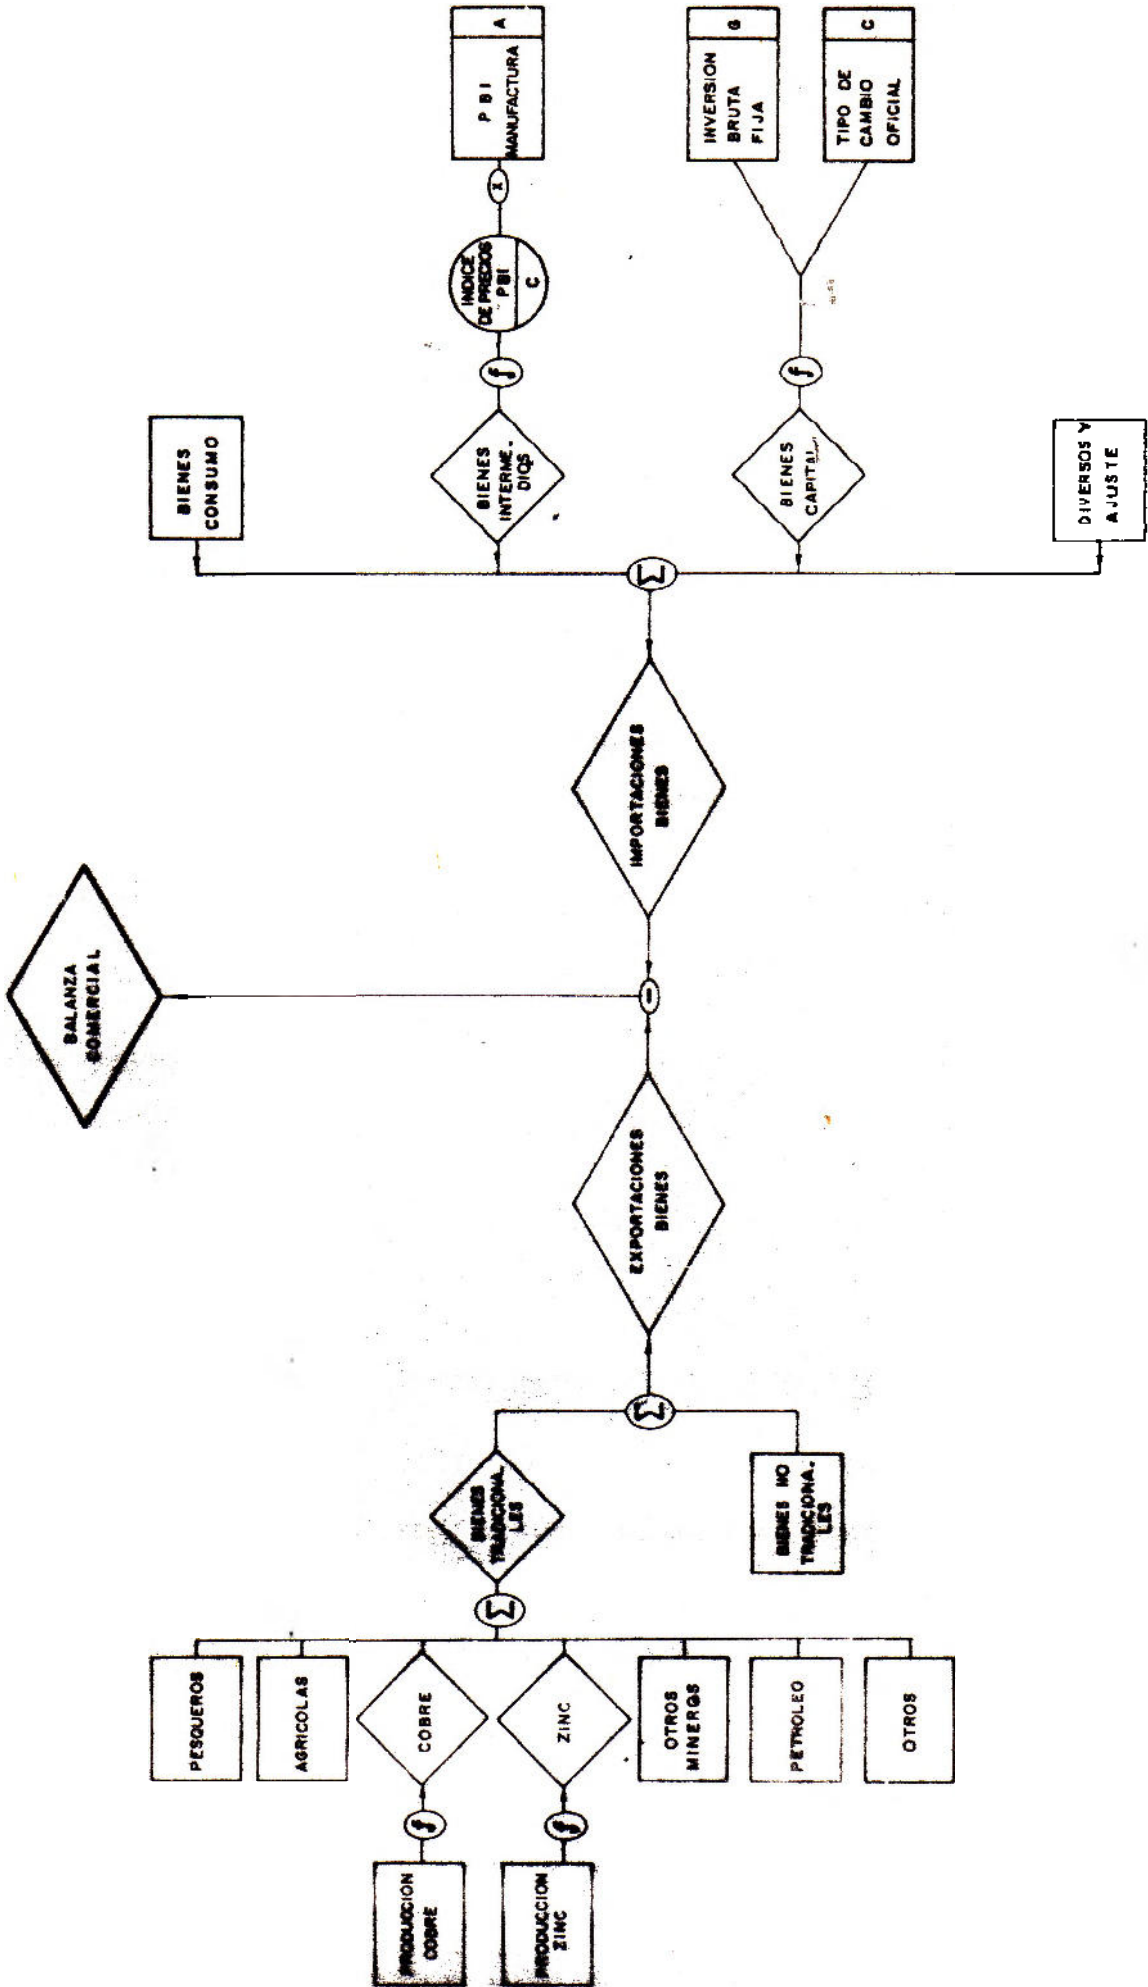 BALANZA
COMERCIAL
PESQUEROS
AGRICOLAS
PRODUCCION
COBRE
f
COBRE
PRODUCCION
ZINC
f
ZINC
OTROS
MINEROS
PETROLEO
OTROS
Σ
BIENES
TRADICIONA-
LES
BIENES NO
TRADICIONA-
LES
Σ
EXPORTACIONES
BIENES
−
IMPORTACIONES
BIENES
Σ
BIENES
CONSUMO
BIENES
INTERME-
DIOS
f
INDICE
DE PRECIOS
PBI
C
X
PBI
MANUFACTURA
A
BIENES
CAPITAL
f
INVERSION
BRUTA
FIJA
G
TIPO DE
CAMBIO
OFICIAL
C
DIVERSOS Y
AJUSTE